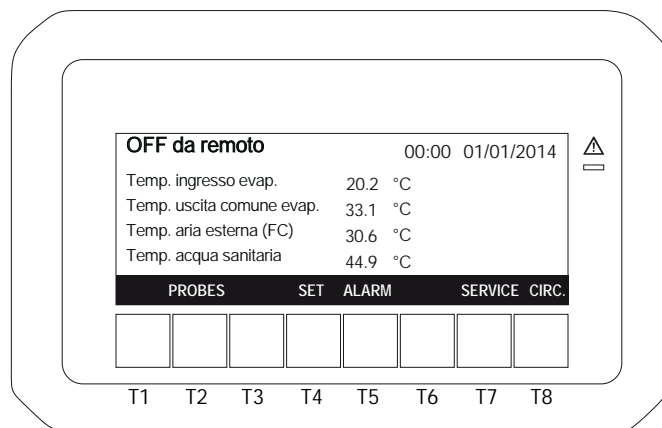 OFF da remoto 00:00 01/01/2014
Temp. ingresso evap. 20.2 °C
Temp. uscita comune evap. 33.1 °C
Temp. aria esterna (FC) 30.6 °C
Temp. acqua sanitaria 44.9 °C
PROBES SET ALARM SERVICE CIRC.
T1 T2 T3 T4 T5 T6 T7 T8